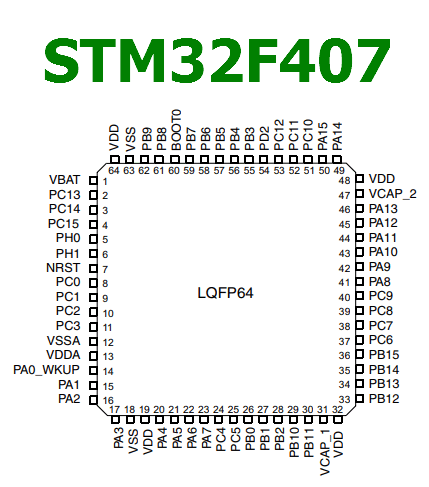 STM32F407
VDD
VSS
PB9
PB8
BOOT0
PB7
PB6
PB5
PB4
PB3
PD2
PC12
PC11
PC10
PA15
PA14
64 63 62 61 60 59 58 57 56 55 54 53 52 51 50 49
VBAT 1
PC13 2
PC14 3
PC15 4
PH0 5
PH1 6
NRST 7
PC0 8
PC1 9
PC2 10
PC3 11
VSSA 12
VDDA 13
PA0_WKUP 14
PA1 15
PA2 16
LQFP64
48 VDD
47 VCAP_2
46 PA13
45 PA12
44 PA11
43 PA10
42 PA9
41 PA8
40 PC9
39 PC8
38 PC7
37 PC6
36 PB15
35 PB14
34 PB13
33 PB12
17 18 19 20 21 22 23 24 25 26 27 28 29 30 31 32
PA3
VSS
VDD
PA4
PA5
PA6
PA7
PC4
PC5
PB0
PB1
PB2
PB10
PB11
VCAP_1
VDD